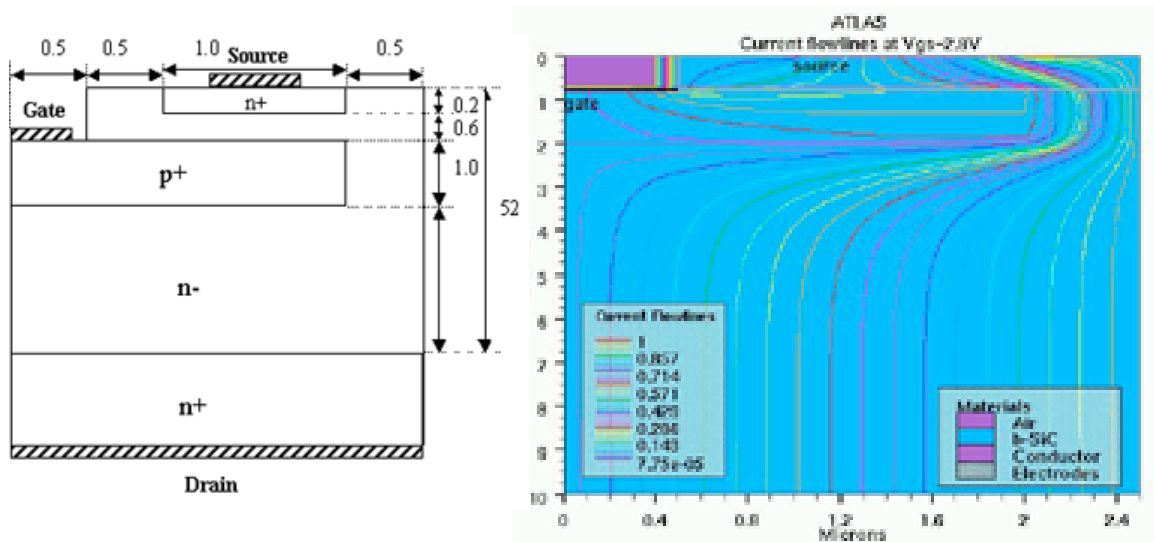 0.5
0.5
1.0
Source
0.5
Gate
n+
0.2
0.6
p+
1.0
52
n-
n+
Drain
ATLAS
Current flowlines at Vgs=2.8V
source
gate
0
1
2
3
4
5
6
7
8
9
10
Current flowlines
1
0.857
0.714
0.571
0.429
0.286
0.143
7.75e-05
Materials
Air
b-SiC
Conductor
Electrodes
0
0.4
0.8
1.2
1.6
2
2.4
Microns